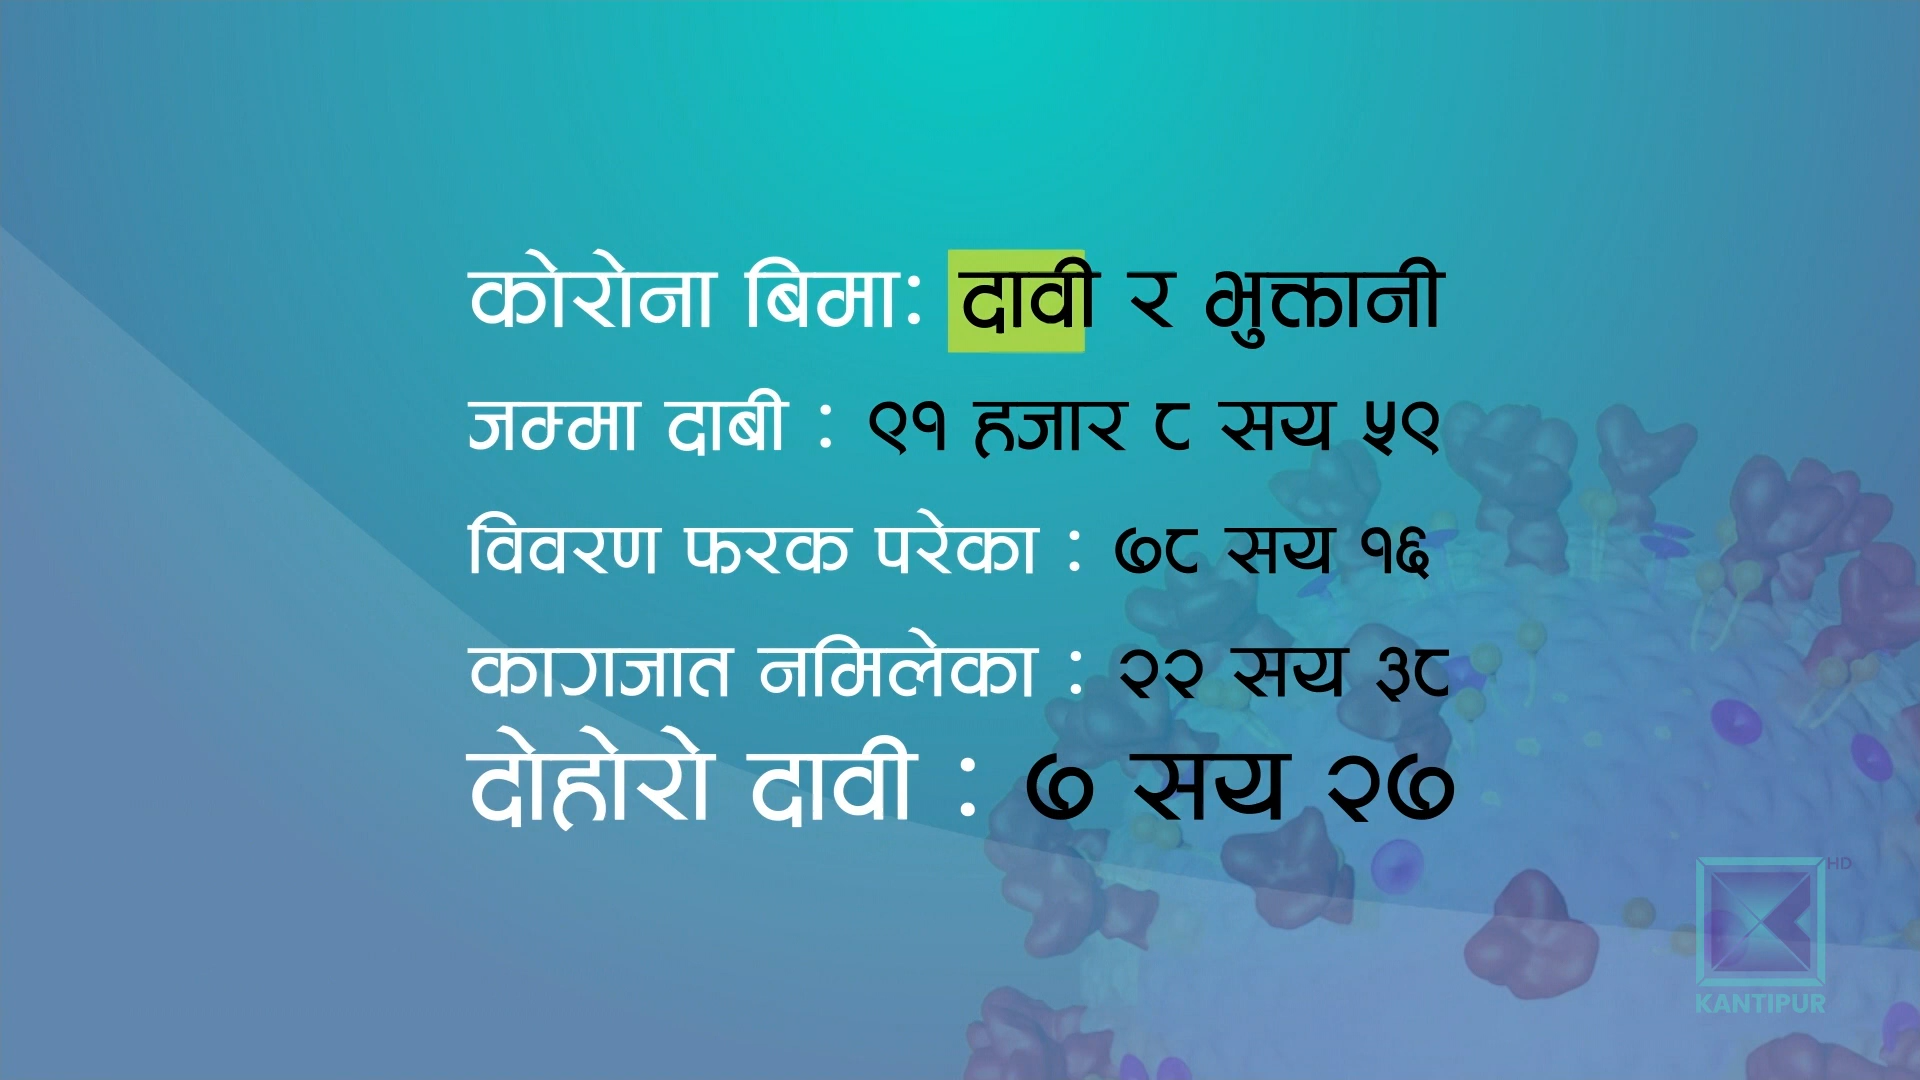 कोरोना बिमा: दावी र भुक्तानी
जम्मा दाबी : ९१ हजार ८ सय ५९
विवरण फरक परेका : ७८ सय १६
कागजात नमिलेका : २२ सय ३८
दोहोरो दावी : ७ सय २७
HD
KANTIPUR